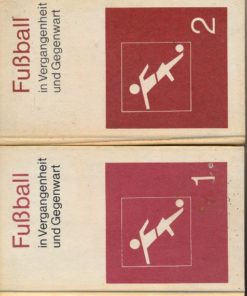 Fußball
in Vergangenheit
und Gegenwart
2
Fußball
in Vergangenheit
und Gegenwart
1